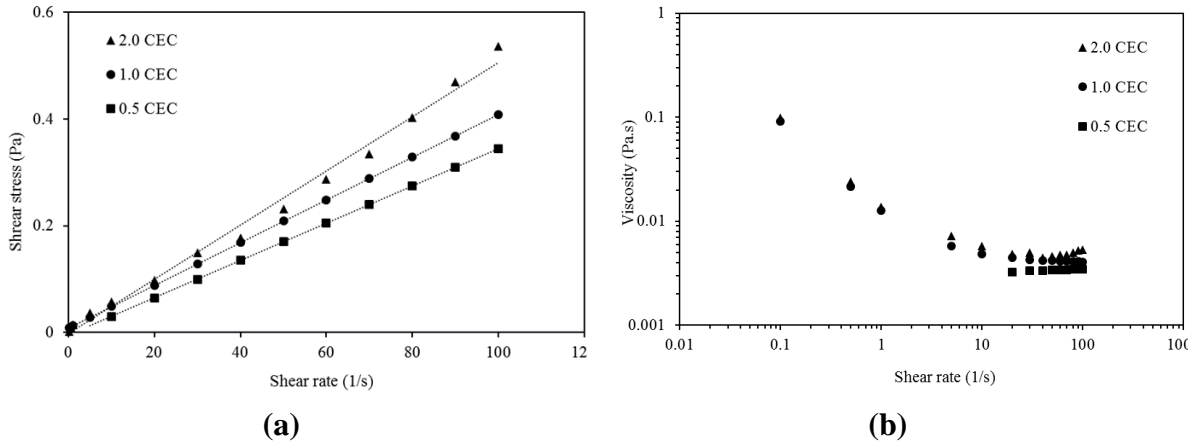 0.6
0.4
0.2
0
0 20 40 60 80 100 12
Shrear stress (Pa)
Shear rate (1/s)
2.0 CEC
1.0 CEC
0.5 CEC
(a)
1
0.1
0.01
0.001
0.01 0.1 1 10 100 100
Viscosity (Pa.s)
Shear rate (1/s)
2.0 CEC
1.0 CEC
0.5 CEC
(b)